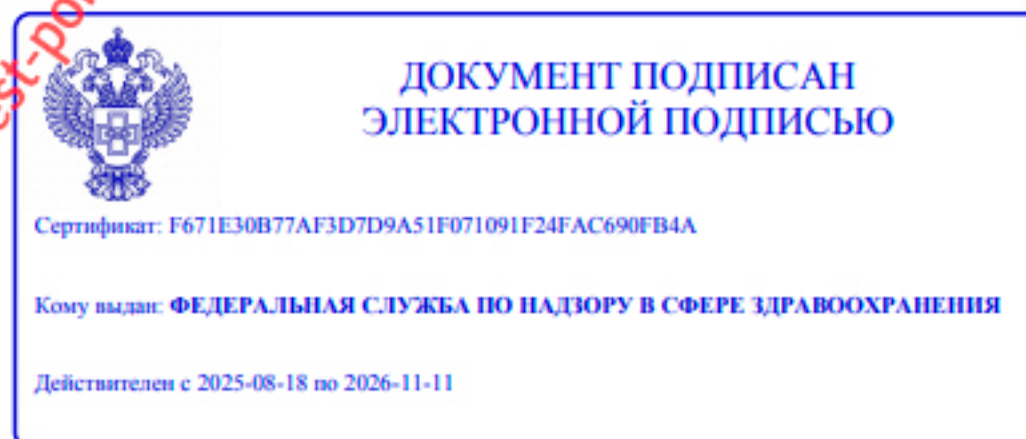 ДОКУМЕНТ ПОДПИСАН
ЭЛЕКТРОННОЙ ПОДПИСЬЮ
Сертификат: F671E30B77AF3D7D9A51F071091F24FAC690FB4A
Кому выдан: ФЕДЕРАЛЬНАЯ СЛУЖБА ПО НАДЗОРУ В СФЕРЕ ЗДРАВООХРАНЕНИЯ
Действителен с 2025-08-18 по 2026-11-11